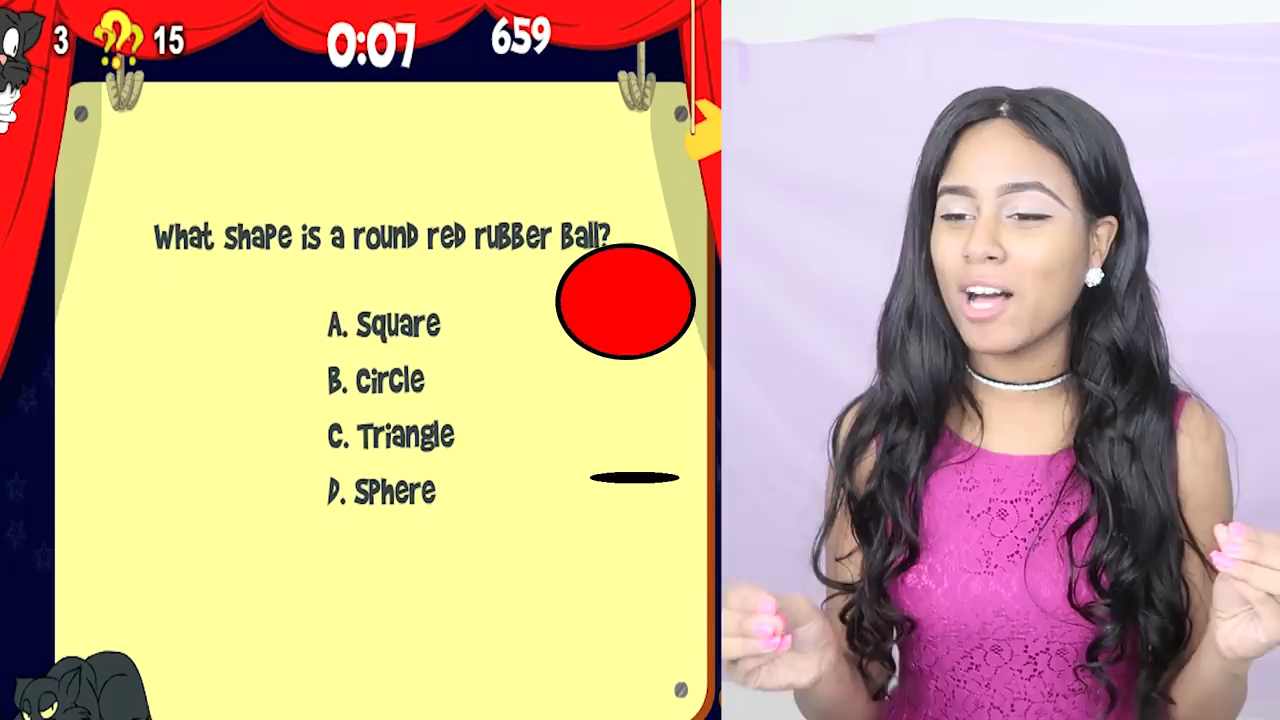 3 15 0:07 659
What shape is a round red rubber ball?
A. Square
B. Circle
C. Triangle
D. Sphere